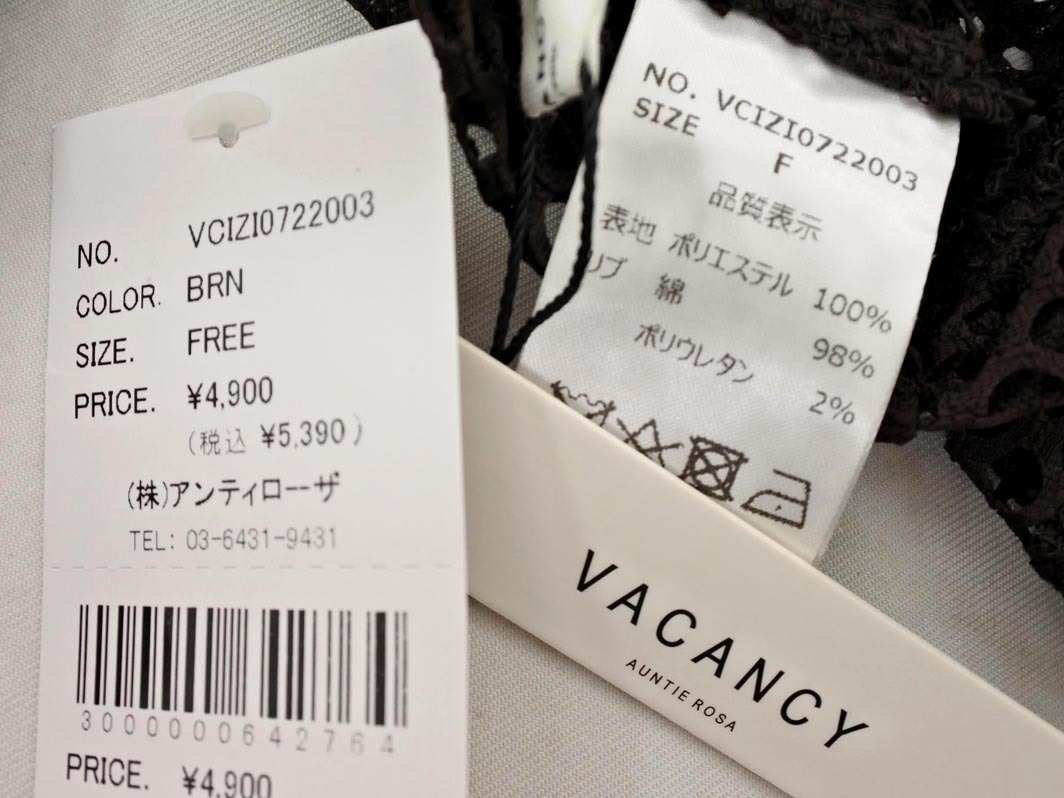 NO. VCIZI0722003
COLOR. BRN
SIZE. FREE
PRICE. ¥4,900
(税込 ¥5,390)
(株)アンティローザ
TEL: 03-6431-9431
3000000642764
PRICE. ¥4,900
NO. VCIZI0722003
SIZE F
品質表示
表地 ポリエステル 100%
リブ 綿 98%
ポリウレタン 2%
VACANCY
AUNTIE ROSA